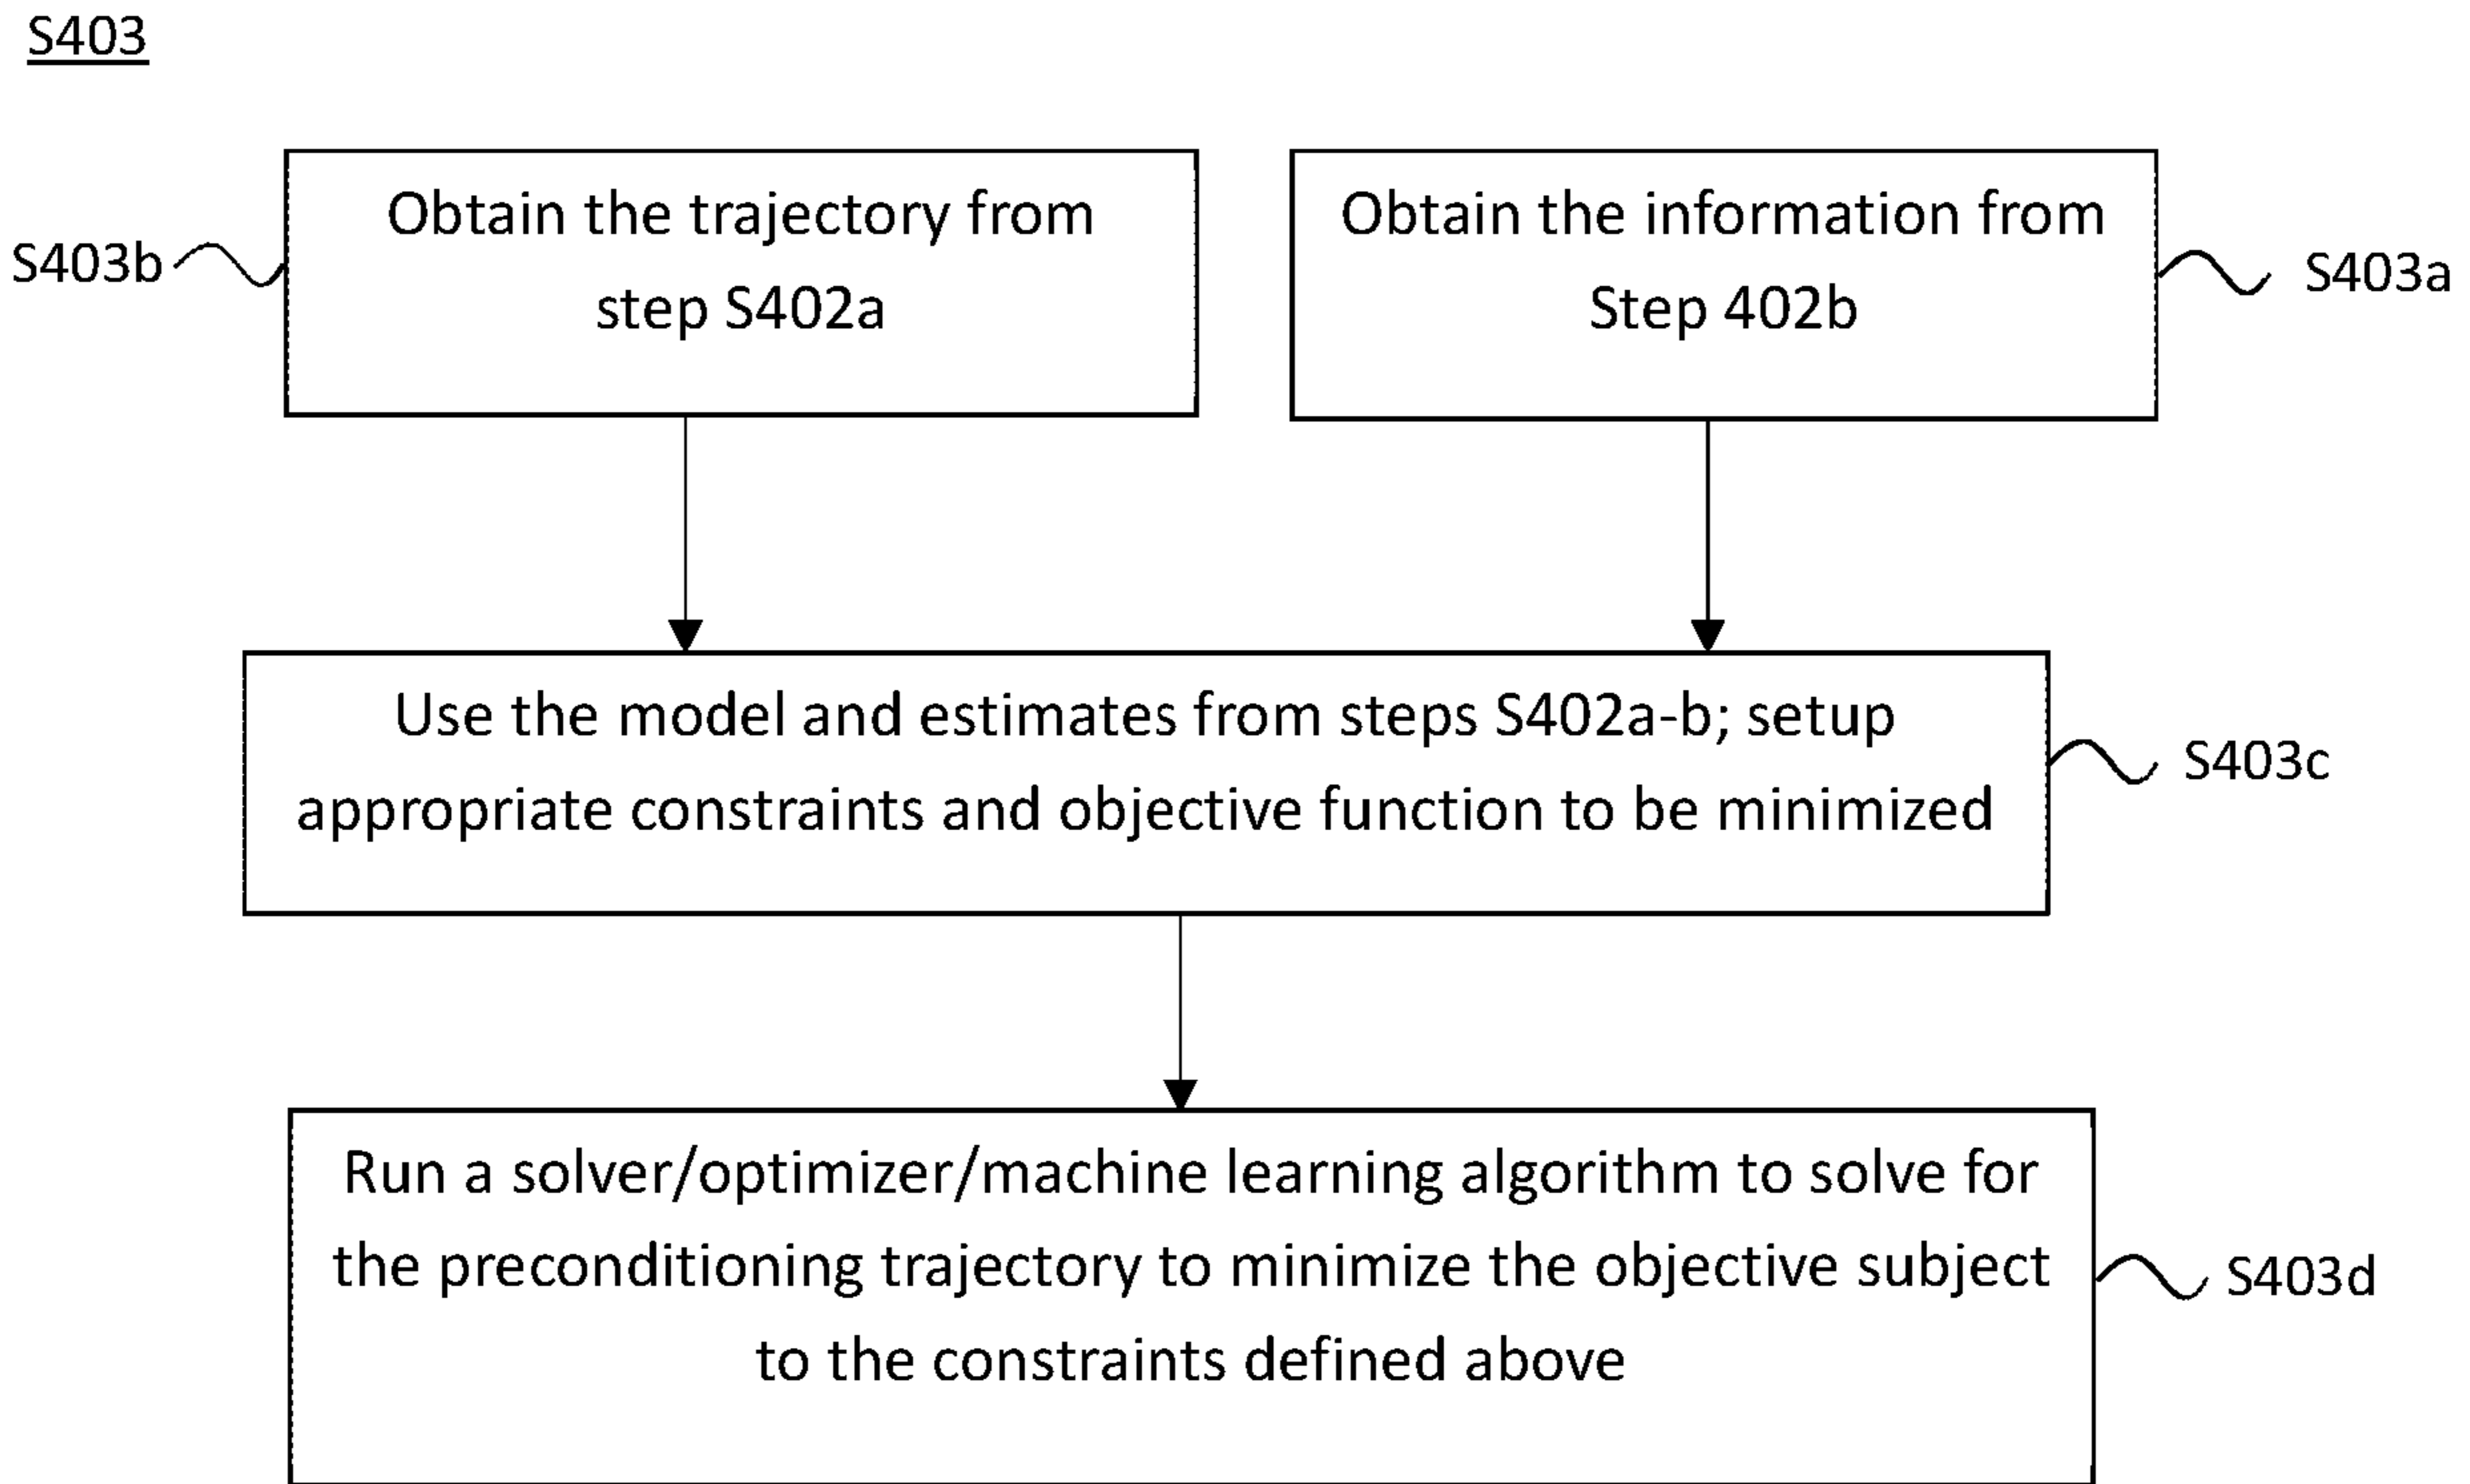 S403
Obtain the trajectory from
step S402a
S403b
Obtain the information from
Step 402b
S403a
Use the model and estimates from steps S402a-b; setup
appropriate constraints and objective function to be minimized
S403c
Run a solver/optimizer/machine learning algorithm to solve for
the preconditioning trajectory to minimize the objective subject
to the constraints defined above
S403d